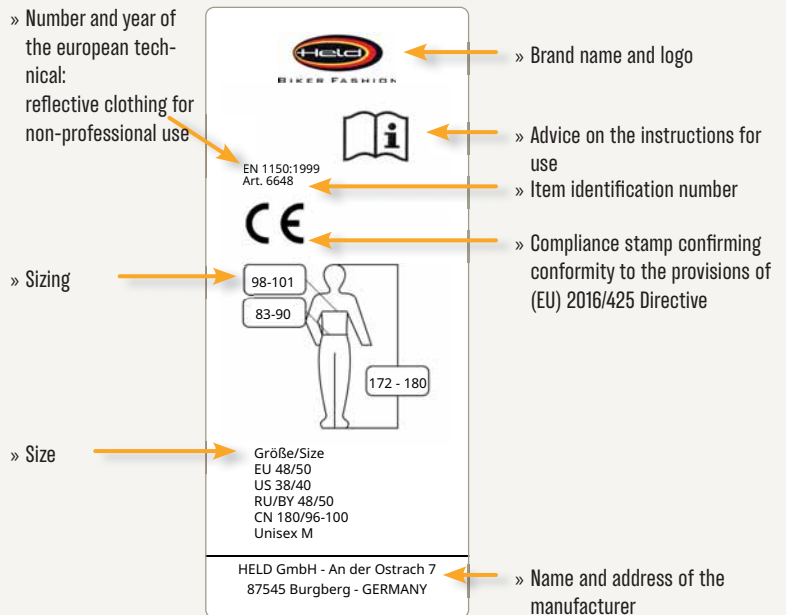 » Number and year of
the european tech-
nical:
reflective clothing for
non-professional use
Held
BIKER FASHION
» Brand name and logo
i
» Advice on the instructions for
use
EN 1150:1999
Art. 6648
» Item identification number
CE
» Compliance stamp confirming
conformity to the provisions of
(EU) 2016/425 Directive
» Sizing
98-101
83-90
172 - 180
» Size
Größe/Size
EU 48/50
US 38/40
RU/BY 48/50
CN 180/96-100
Unisex M
HELD GmbH - An der Ostrach 7
87545 Burgberg - GERMANY
» Name and address of the
manufacturer